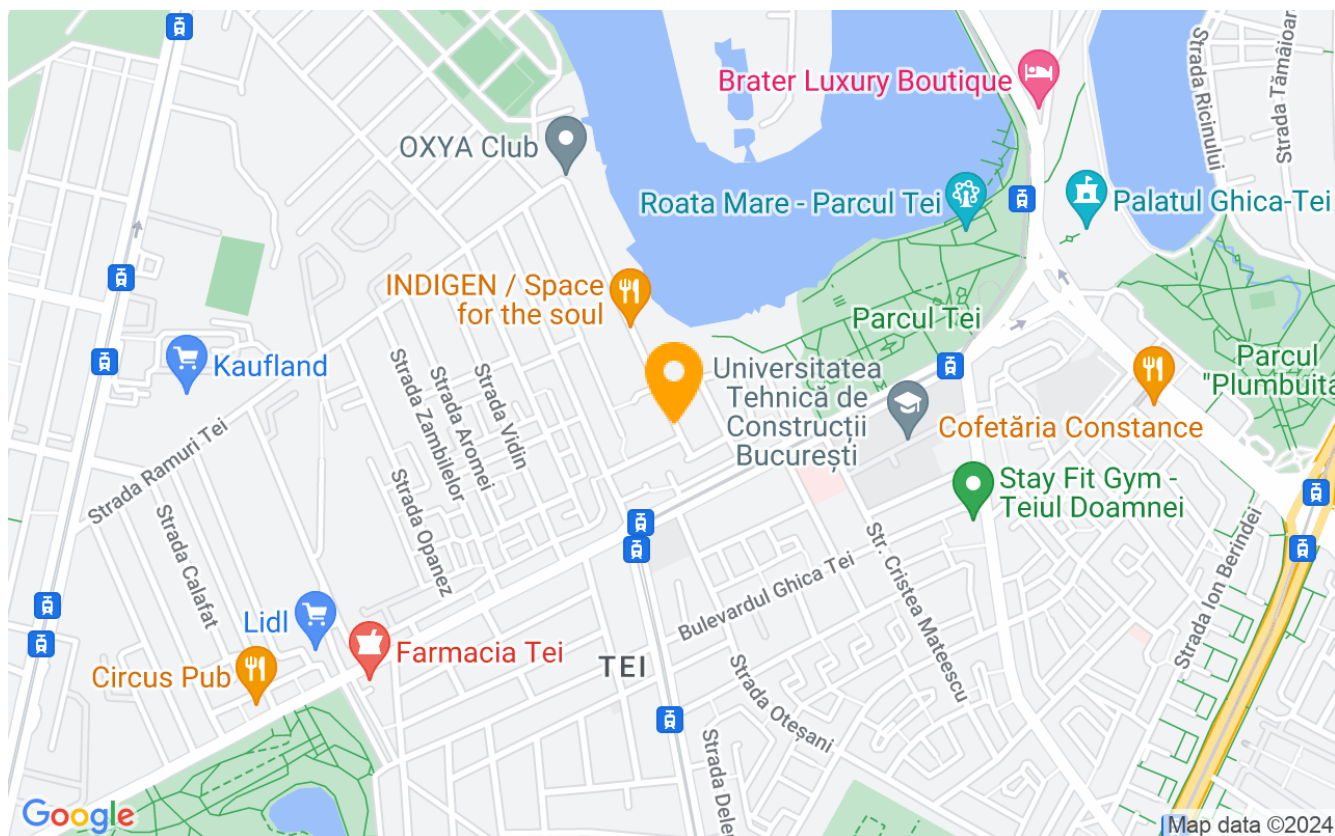 Brater Luxury Boutique
Strada Ricinului
Strada Tămâioar
OXYA Club
Roata Mare - Parcul Tei
Palatul Ghica-Tei
INDIGEN / Space
for the soul
Parcul Tei
Kaufland
Strada Zambilelor
Strada Aromei
Strada Vidin
Universitatea
Tehnică de
Construcții
București
Parcul
"Plumbuita
Cofetăria Constance
Strada Ramuri Tei
Stay Fit Gym -
Teiul Doamnei
Strada Calafat
Strada Opanez
Str. Cristea Mateescu
Strada Ion Berindei
Bulevardul Ghica Tei
Lidl
Farmacia Tei
TEI
Circus Pub
Strada Oteșani
Strada Dele
Google
Map data ©2024